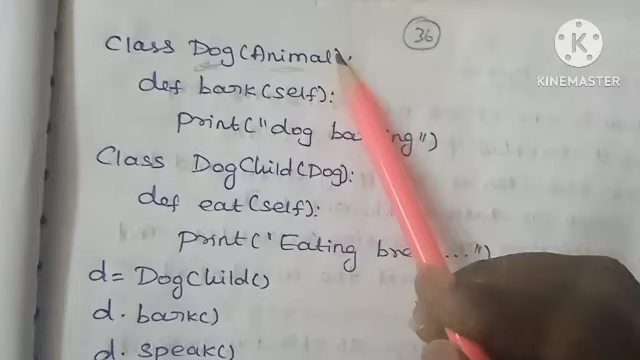 36
Class Dog(Animal):
def bark(self):
print("dog ba ing")
Class DogChild(Dog):
def eat(self):
print("Eating bre ...")
d= DogChild()
d. bark()
d. speak()
KINEMASTER